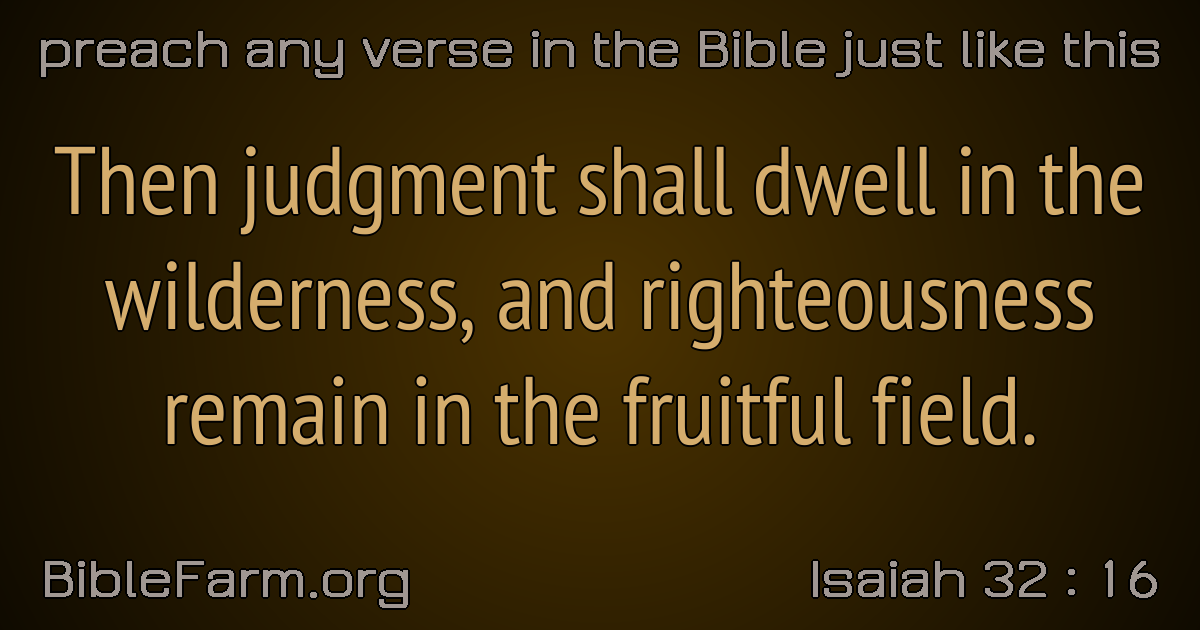 preach any verse in the Bible just like this
Then judgment shall dwell in the
wilderness, and righteousness
remain in the fruitful field.
BibleFarm.org
Isaiah 32 : 16